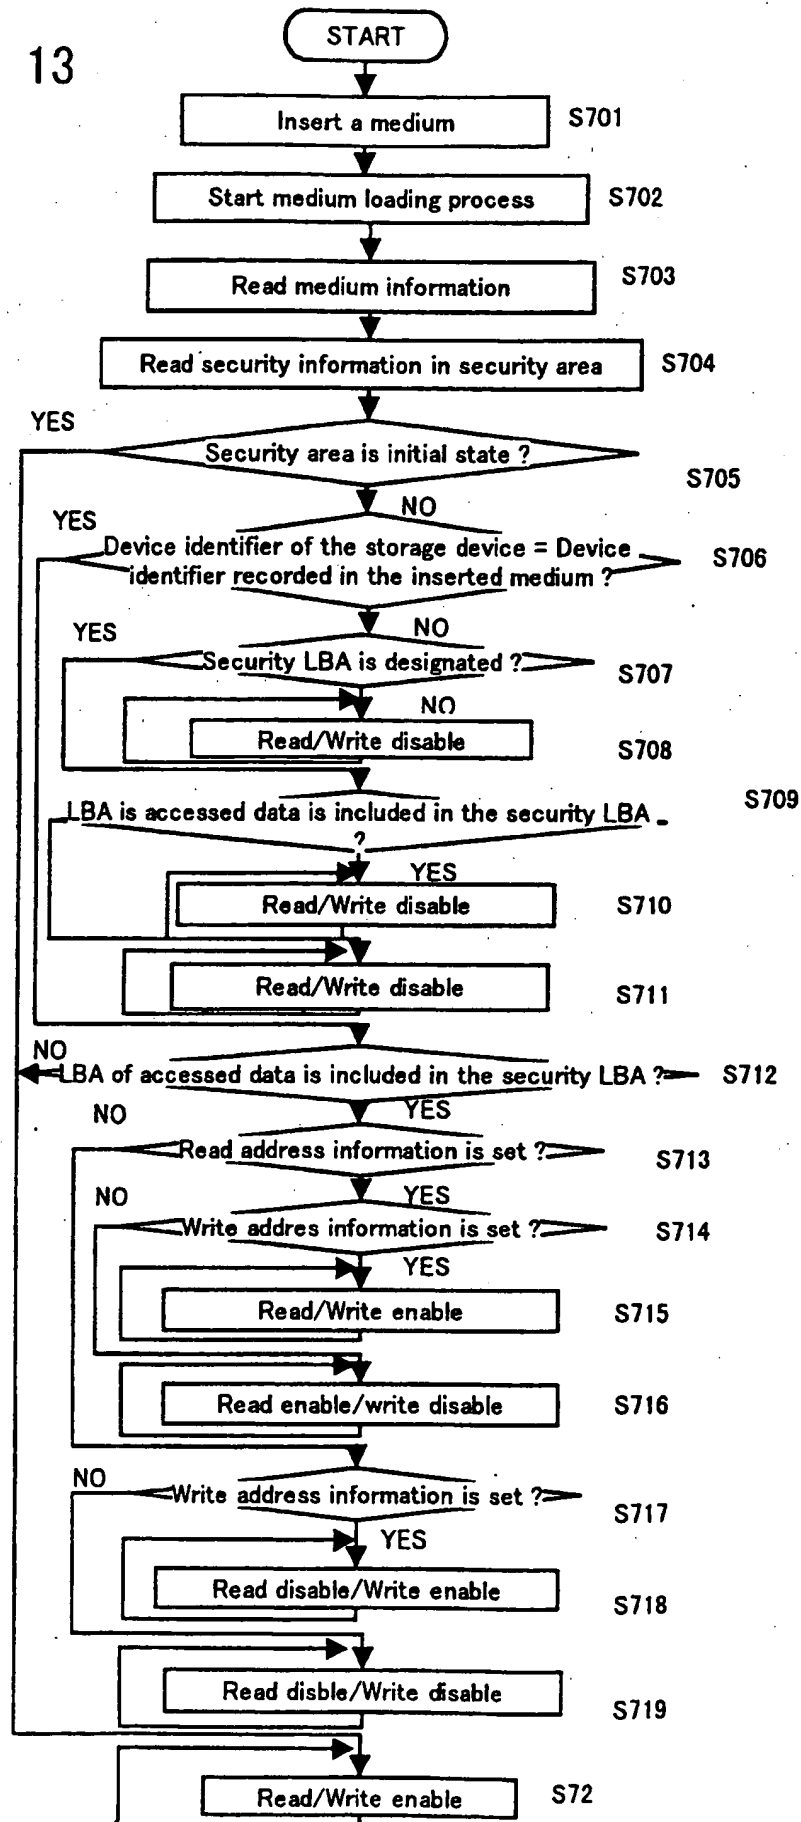 13
START
Insert a medium S701
Start medium loading process S702
Read medium information S703
Read security information in security area S704
YES
Security area is initial state ?
S705
NO
YES
Device identifier of the storage device = Device
identifier recorded in the inserted medium ?
S706
NO
YES
Security LBA is designated ? S707
NO
Read/Write disable S708
S709
LBA is accessed data is included in the security LBA
?
YES
Read/Write disable S710
Read/Write disable S711
NO
LBA of accessed data is included in the security LBA ? S712
YES
NO
Read address information is set ? S713
YES
NO
Write addres information is set ? S714
YES
Read/Write enable S715
Read enable/write disable S716
NO
Write address information is set ? S717
YES
Read disable/Write enable S718
Read disble/Write disable S719
Read/Write enable S72